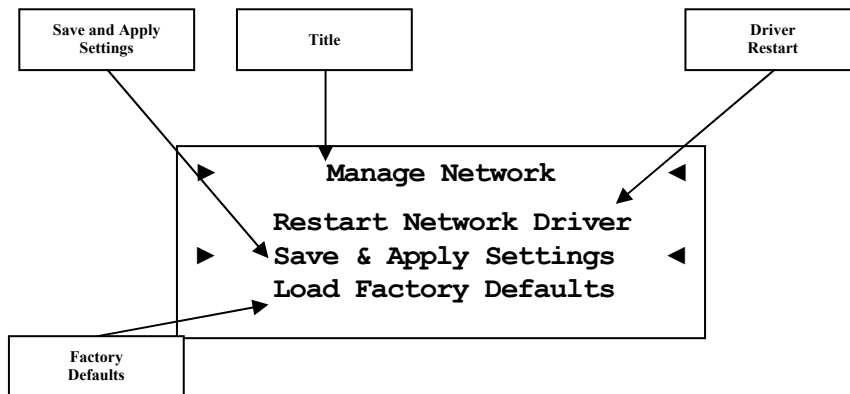 Save and Apply
Settings
Title
Driver
Restart
► Manage Network ◄
Restart Network Driver
► Save & Apply Settings ◄
Load Factory Defaults
Factory
Defaults